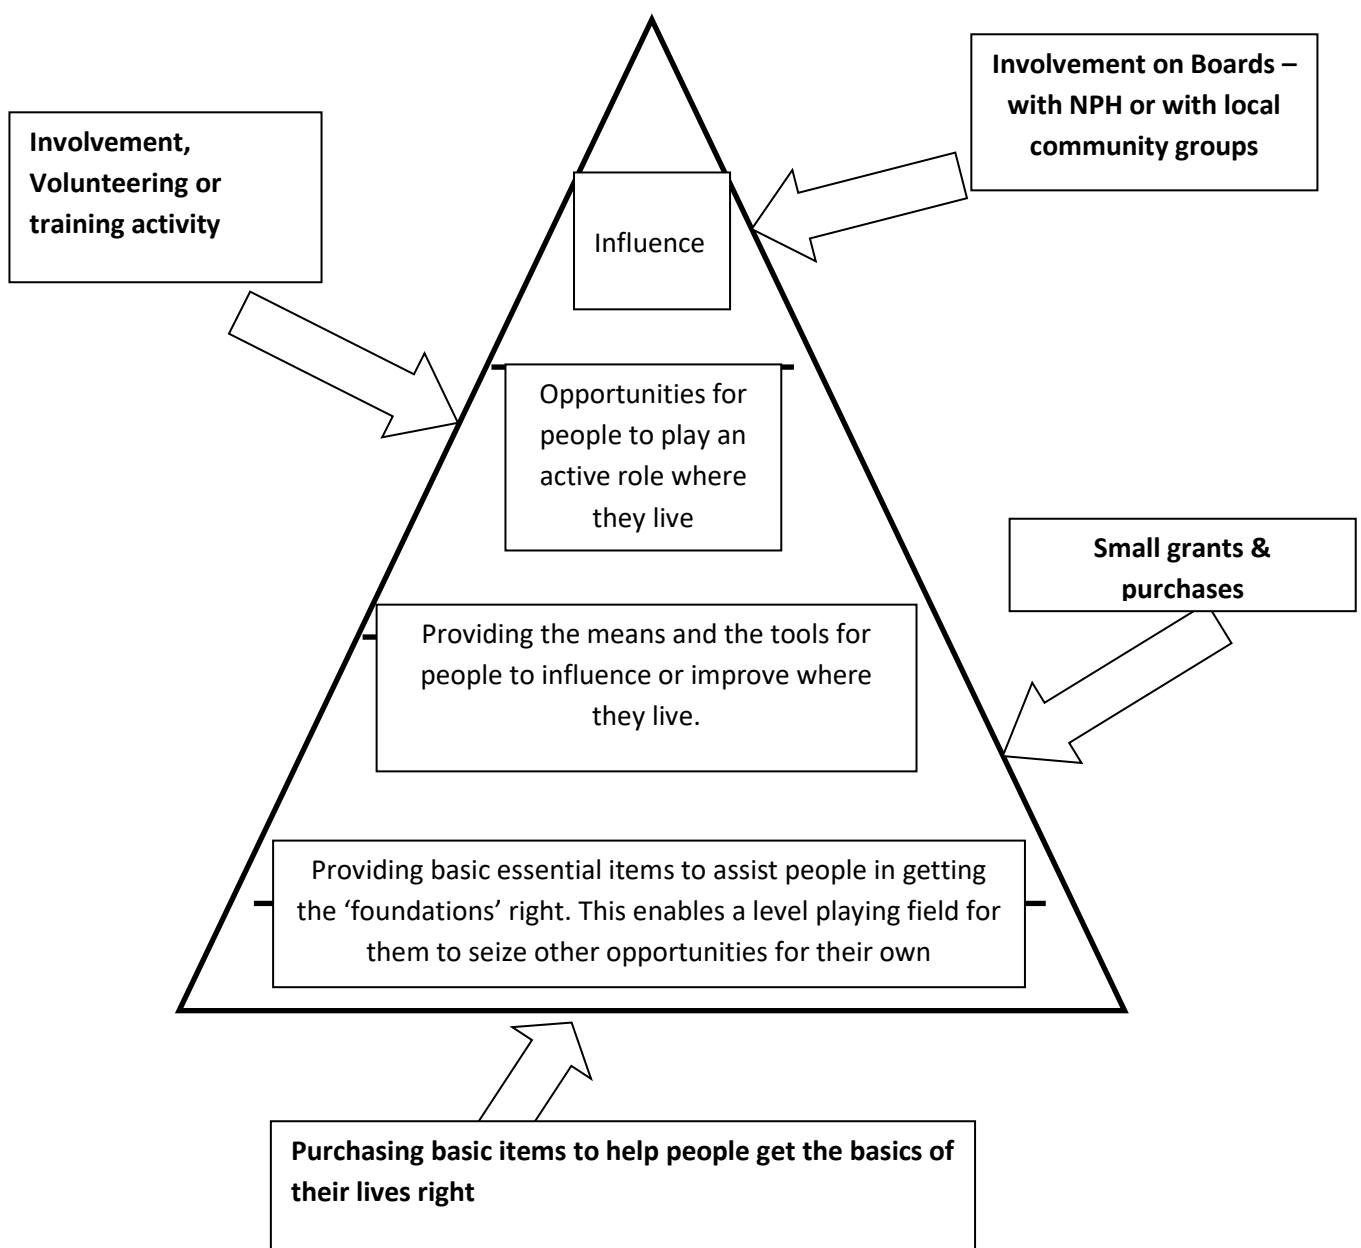 Involvement on Boards –
with NPH or with local
community groups
Involvement,
Volunteering or
training activity
Influence
Opportunities for
people to play an
active role where
they live
Small grants &
purchases
Providing the means and the tools for
people to influence or improve where
they live.
Providing basic essential items to assist people in getting
the ‘foundations’ right. This enables a level playing field for
them to seize other opportunities for their own
Purchasing basic items to help people get the basics of
their lives right